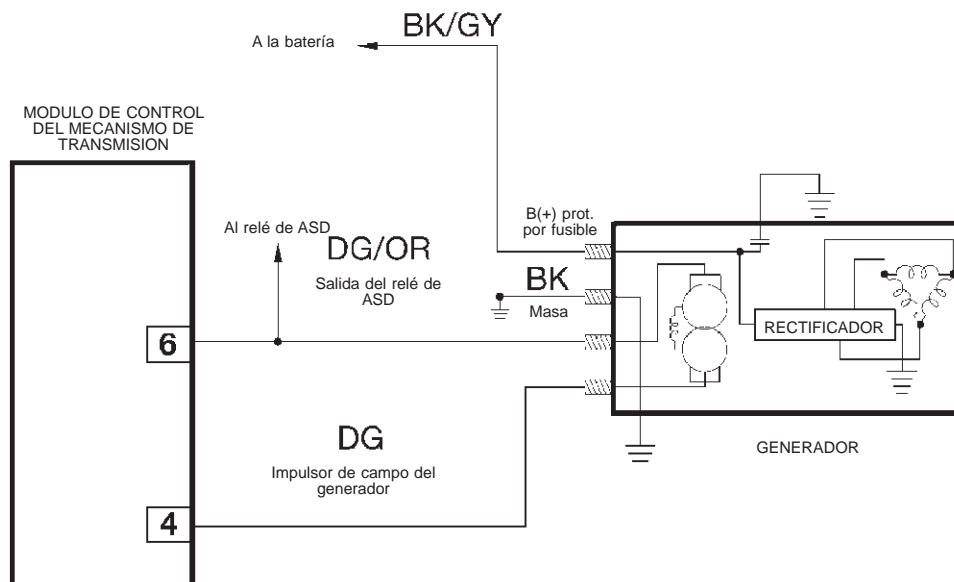 BK/GY
A la batería
MODULO DE CONTROL
DEL MECANISMO DE
TRANSMISION
B(+) prot.
por fusible
Al relé de ASD
DG/OR
Salida del relé de
ASD
BK
Masa
RECTIFICADOR
6
DG
Impulsor de campo del
generador
GENERADOR
4